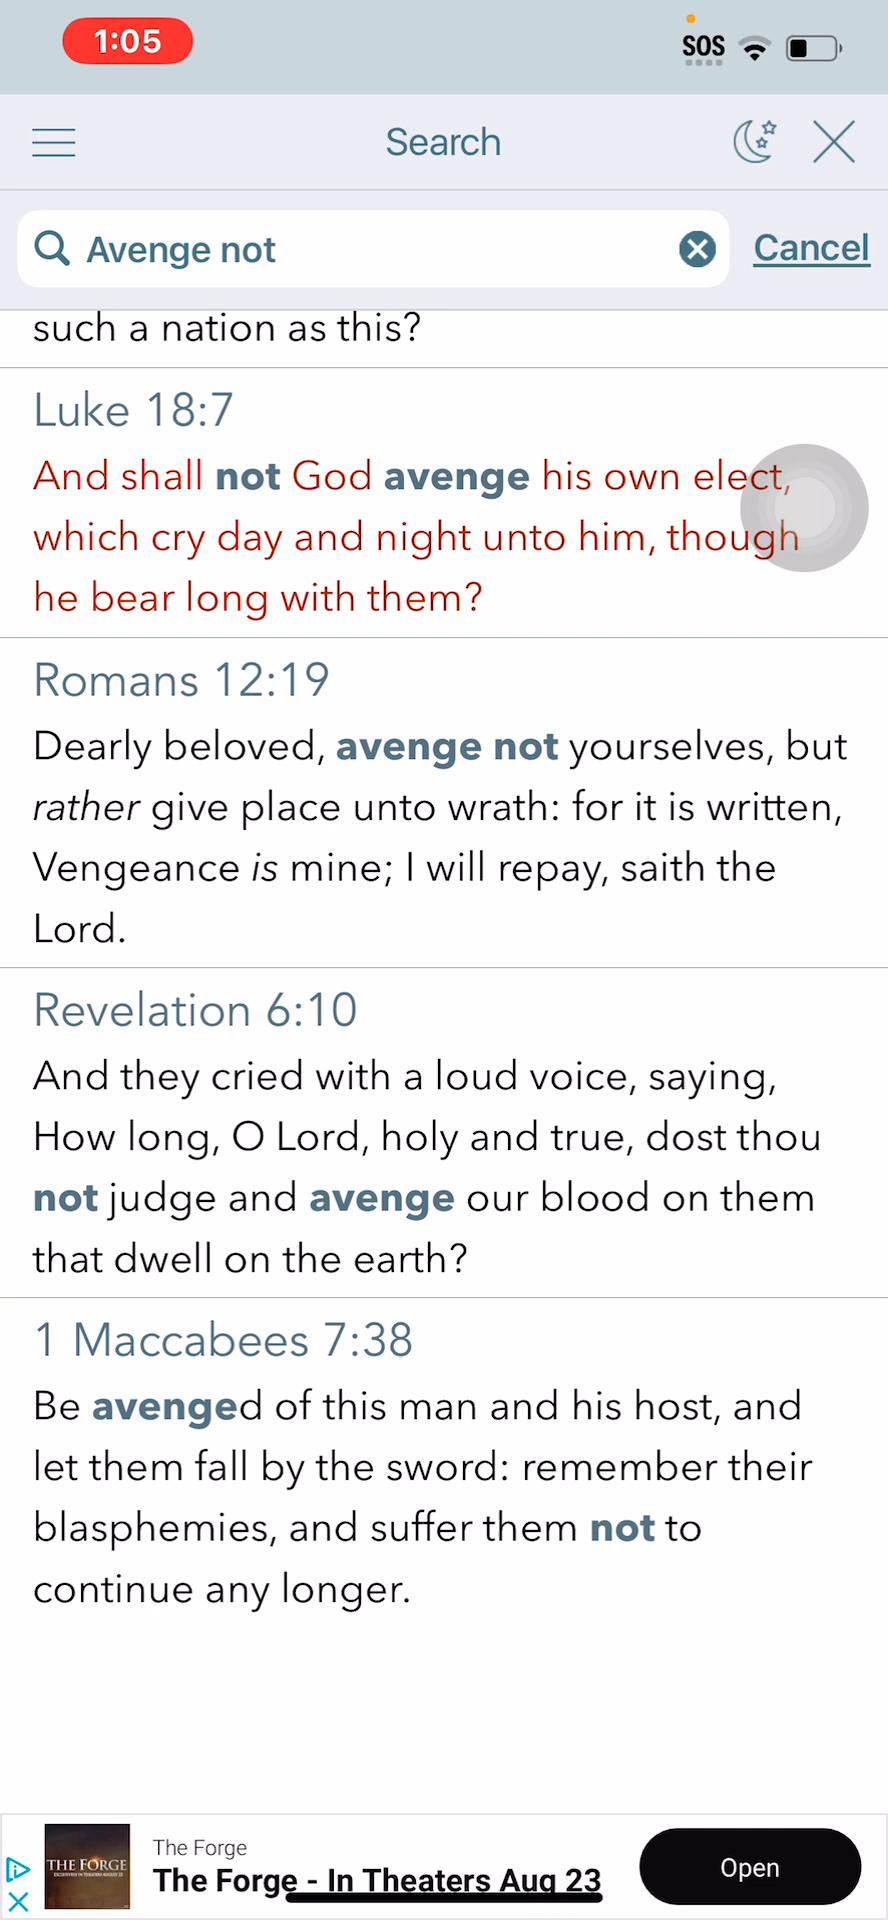 1:05
SOS
Search
Avenge not
Cancel
such a nation as this?
Luke 18:7
And shall not God avenge his own elect,
which cry day and night unto him, though
he bear long with them?
Romans 12:19
Dearly beloved, avenge not yourselves, but
rather give place unto wrath: for it is written,
Vengeance is mine; I will repay, saith the
Lord.
Revelation 6:10
And they cried with a loud voice, saying,
How long, O Lord, holy and true, dost thou
not judge and avenge our blood on them
that dwell on the earth?
1 Maccabees 7:38
Be avenged of this man and his host, and
let them fall by the sword: remember their
blasphemies, and suffer them not to
continue any longer.
THE FORGE
The Forge
The Forge - In Theaters Aug 23
Open